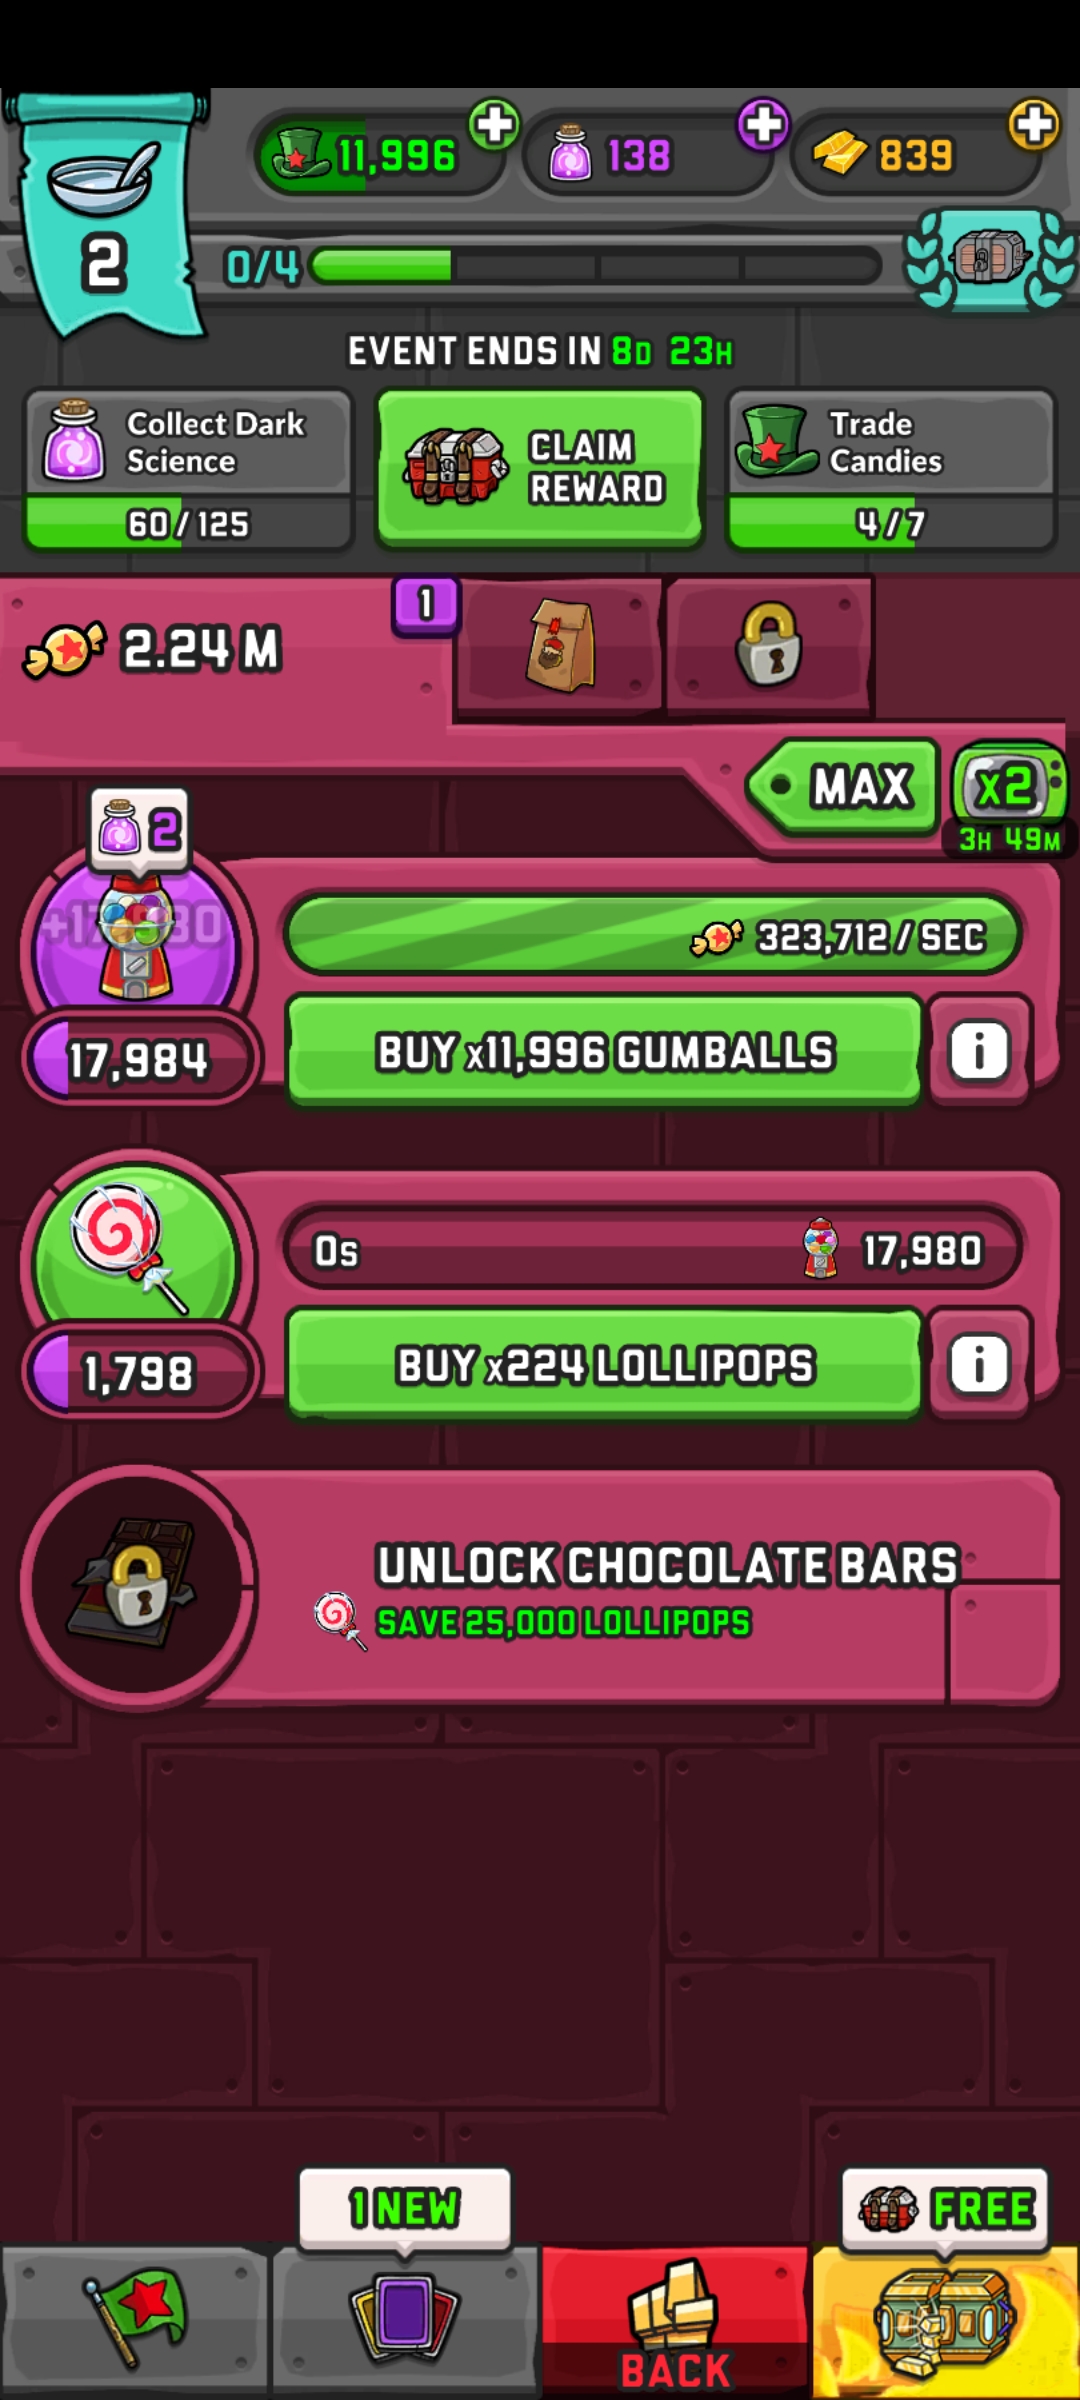 11,996
138
839
2
0/4
EVENT ENDS IN 8D 23H
Collect Dark
Science
60/125
CLAIM
REWARD
Trade
Candies
4/7
2.24 M
1
MAX
x2
3H 49M
2
323,712 / SEC
17,984
BUY x11,996 GUMBALLS
i
0s
17,980
1,798
BUY x224 LOLLIPOPS
i
UNLOCK CHOCOLATE BARS
SAVE 25,000 LOLLIPOPS
1 NEW
FREE
BACK